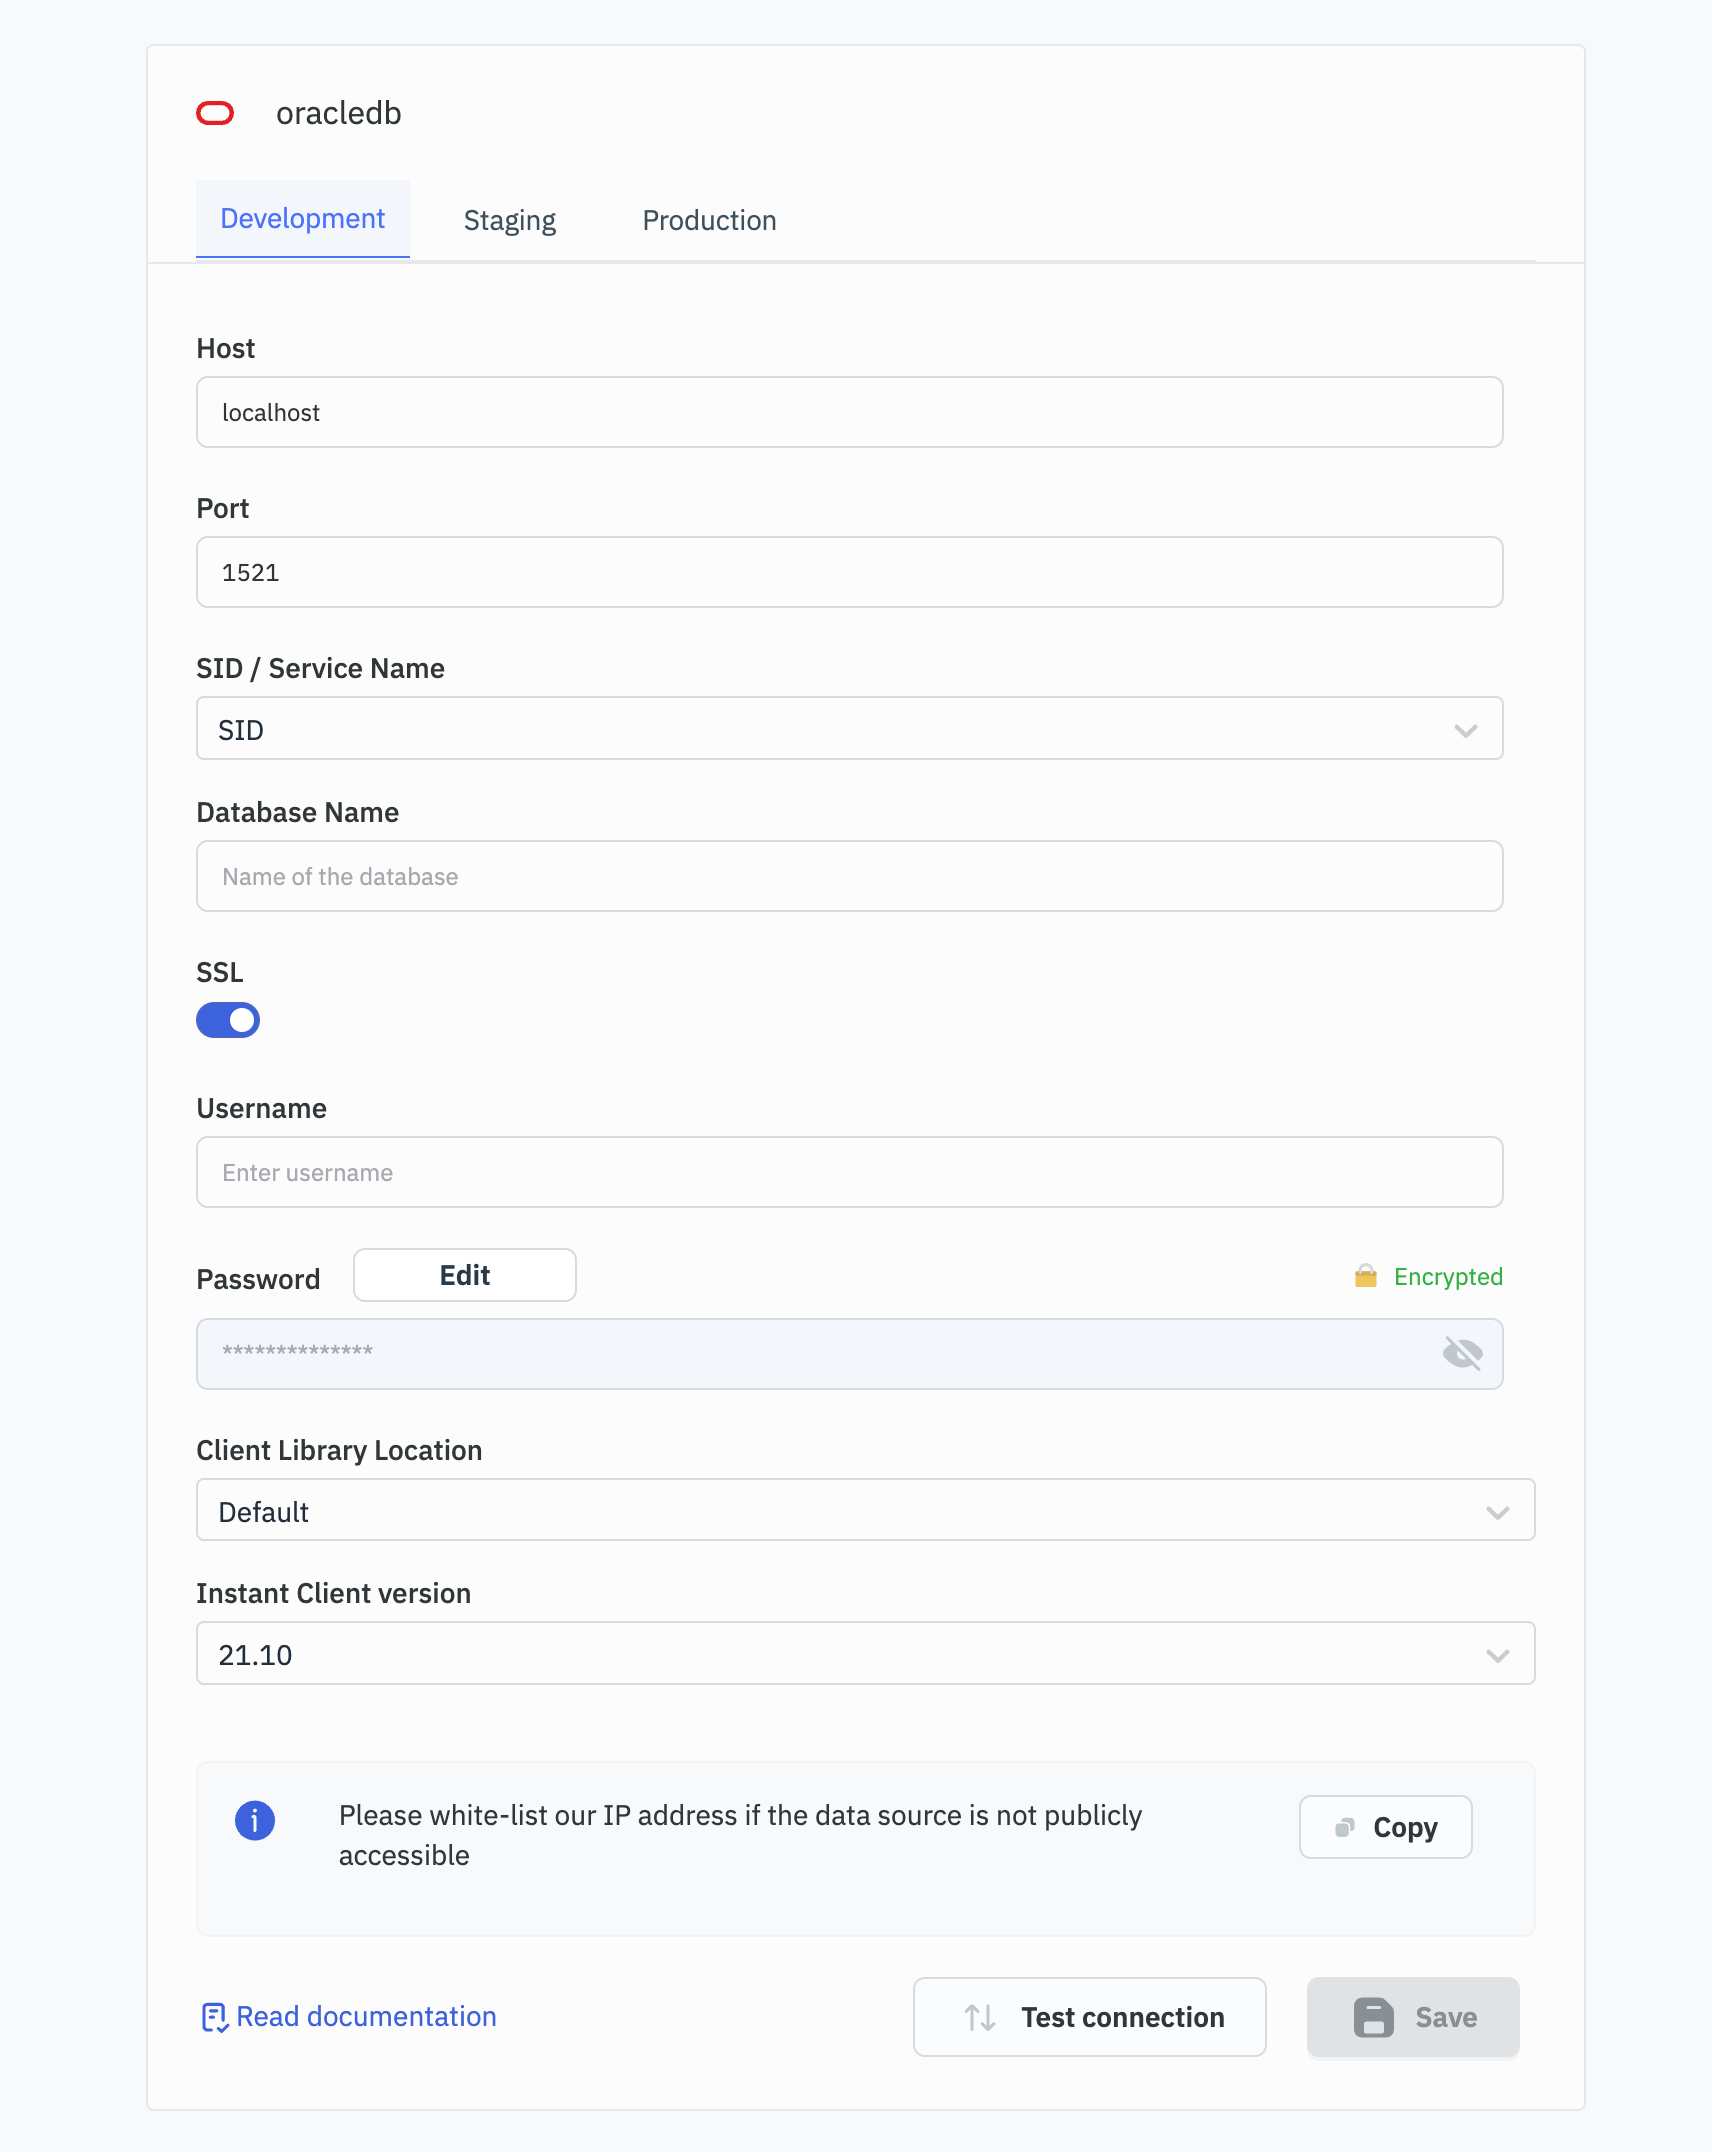 oracledb
Development
Staging
Production
Host
localhost
Port
1521
SID / Service Name
SID
Database Name
Name of the database
SSL
Username
Enter username
Password
Edit
Encrypted
**************
Client Library Location
Default
Instant Client version
21.10
Please white-list our IP address if the data source is not publicly
accessible
Copy
Read documentation
Test connection
Save